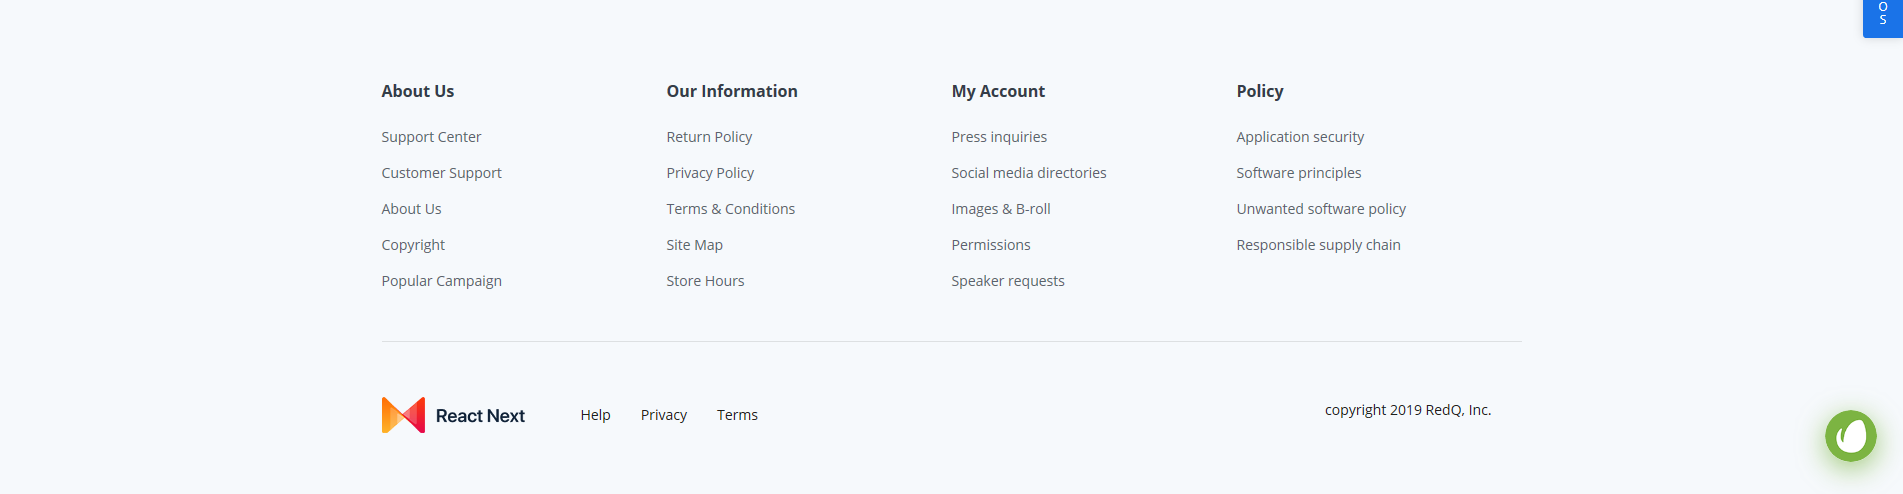 O
S
About Us
Support Center
Customer Support
About Us
Copyright
Popular Campaign
Our Information
Return Policy
Privacy Policy
Terms & Conditions
Site Map
Store Hours
My Account
Press inquiries
Social media directories
Images & B-roll
Permissions
Speaker requests
Policy
Application security
Software principles
Unwanted software policy
Responsible supply chain
React Next
Help
Privacy
Terms
copyright 2019 RedQ, Inc.